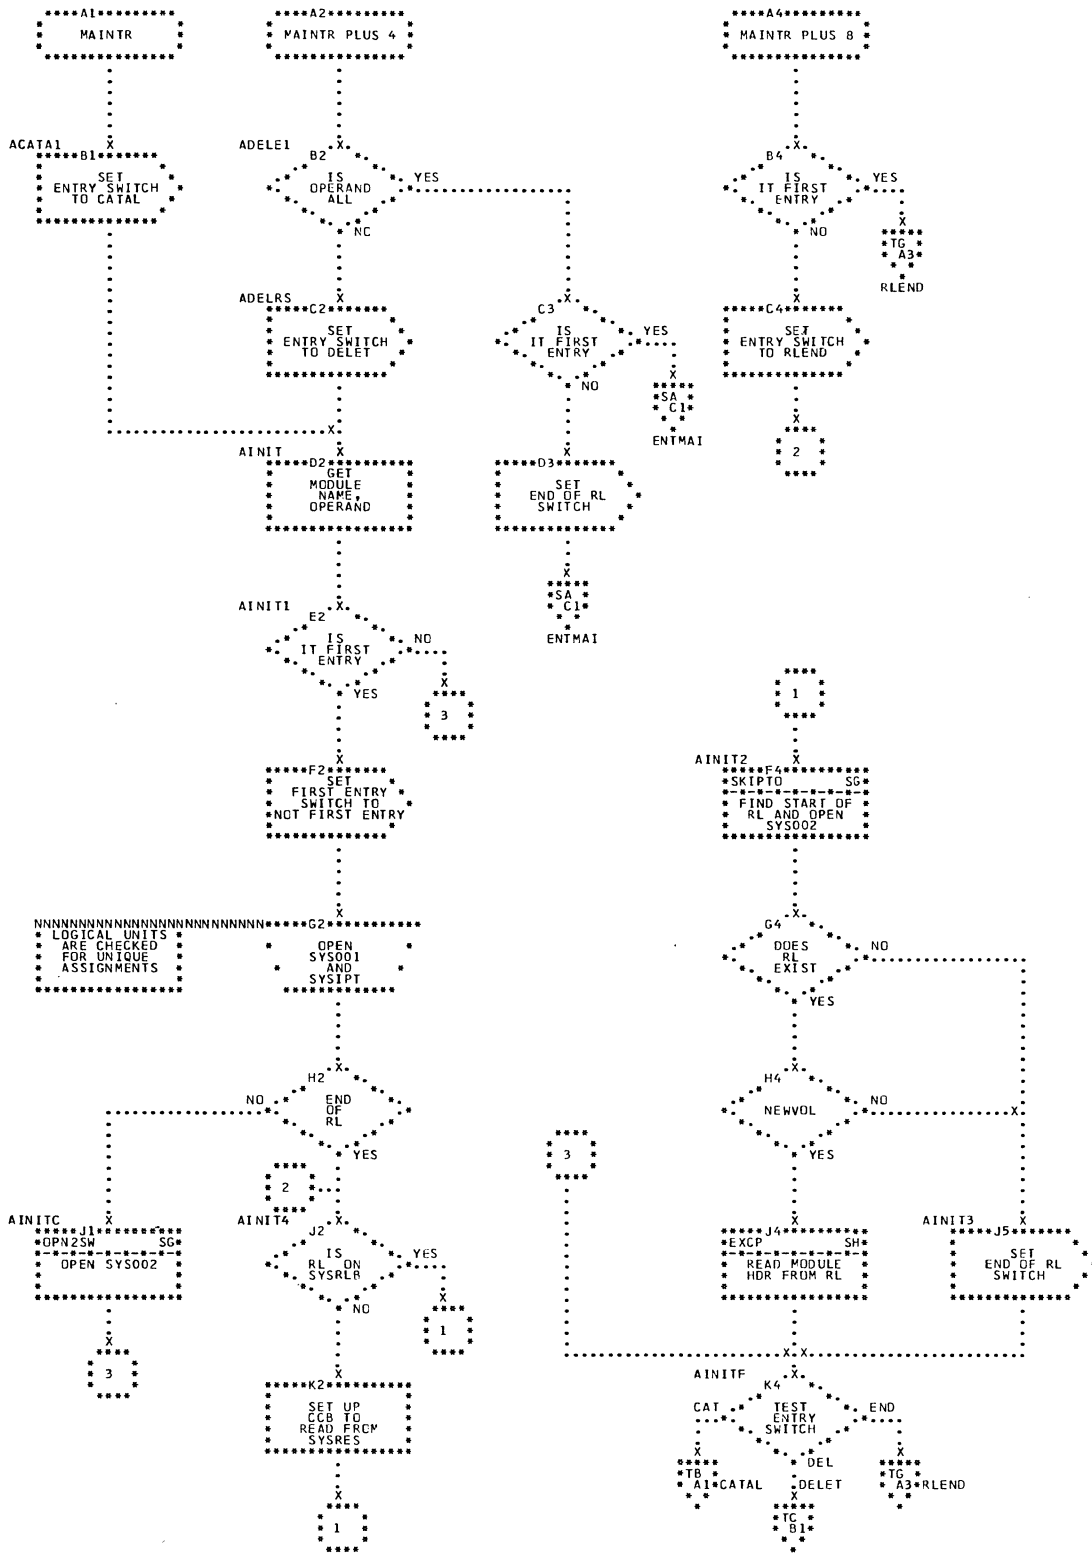 A1
MAINTR
A2
MAINTR PLUS 4
A4
MAINTR PLUS 8
ACATA1
B1
SET
ENTRY SWITCH
TO CATAL
ADELE1
B2
IS
OPERAND
ALL
YES
NC
B4
IS
IT FIRST
ENTRY
YES
NO
TG
A3
RLEND
ADELRS
C2
SET
ENTRY SWITCH
TO DELET
C3
IS
IT FIRST
ENTRY
YES
NO
SA
C1
ENTMAI
C4
SET
ENTRY SWITCH
TO RLEND
2
AINIT
D2
GET
MODULE
NAME,
OPERAND
D3
SET
END OF RL
SWITCH
SA
C1
ENTMAI
AINIT1
E2
IS
IT FIRST
ENTRY
NO
YES
3
1
F2
SET
FIRST ENTRY
SWITCH TO
NOT FIRST ENTRY
AINIT2
F4
SKIPTO SG
FIND START OF
RL AND OPEN
SYS002
NNNNNNNNNNNNNNNNNNNNNNN
LOGICAL UNITS
ARE CHECKED
FOR UNIQUE
ASSIGNMENTS
G2
OPEN
SYS001
AND
SYSIPT
G4
DOES
RL
EXIST
NO
YES
H2
END
OF
RL
NO
YES
H4
NEWVOL
NO
YES
3
2
AINITC
J1
OPN2SW SG
OPEN SYS002
3
AINIT4
J2
IS
RL ON
SYSRLB
YES
NO
1
J4
EXCP SH
READ MODULE
HDR FROM RL
AINIT3
J5
SET
END OF RL
SWITCH
K2
SET UP
CCB TO
READ FROM
SYSRES
1
AINITF
K4
TEST
ENTRY
SWITCH
CAT
END
DEL
TB
A1
CATAL
DELET
TC
B1
TG
A3
RLEND